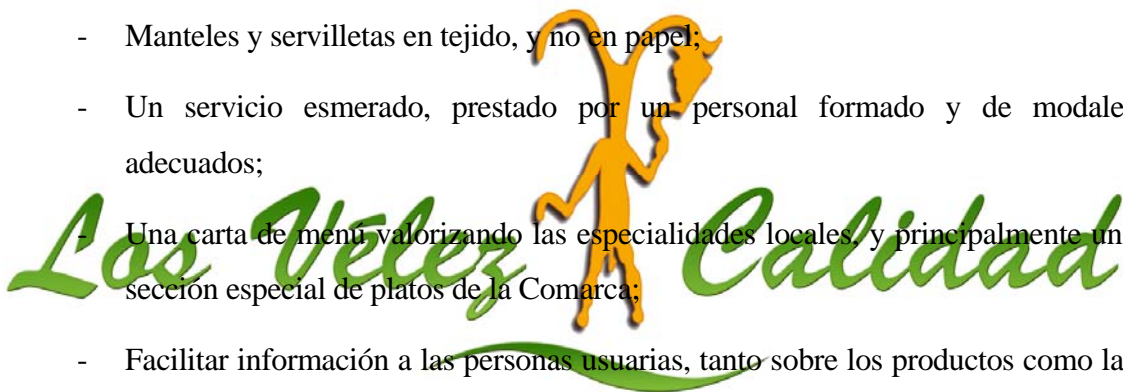 - Manteles y servilletas en tejido, y no en papel;
- Un servicio esmerado, prestado por un personal formado y de modale
adecuados;
- Una carta de menú valorizando las especialidades locales, y principalmente un
sección especial de platos de la Comarca;
Los Vélez Calidad
- Facilitar información a las personas usuarias, tanto sobre los productos como la